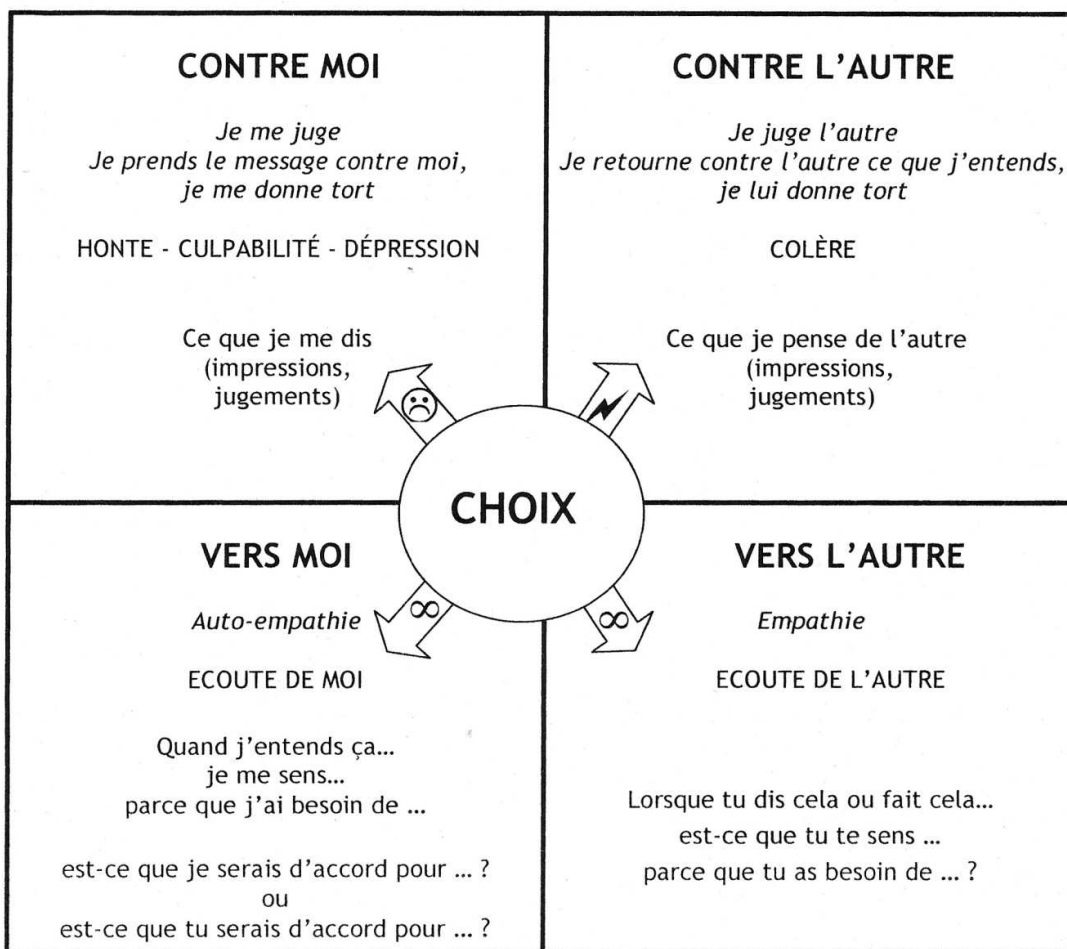 CONTRE MOI
Je me juge
Je prends le message contre moi,
je me donne tort
HONTE - CULPABILITÉ - DÉPRESSION
Ce que je me dis
(impressions,
jugements)
CONTRE L'AUTRE
Je juge l'autre
Je retourne contre l'autre ce que j'entends,
je lui donne tort
COLÈRE
Ce que je pense de l'autre
(impressions,
jugements)
CHOIX
VERS MOI
Auto-empathie
ECOUTE DE MOI
Quand j'entends ça...
je me sens...
parce que j'ai besoin de ...
est-ce que je serais d'accord pour ... ?
ou
est-ce que tu serais d'accord pour ... ?
VERS L'AUTRE
Empathie
ECOUTE DE L'AUTRE
Lorsque tu dis cela ou fait cela...
est-ce que tu te sens ...
parce que tu as besoin de ... ?